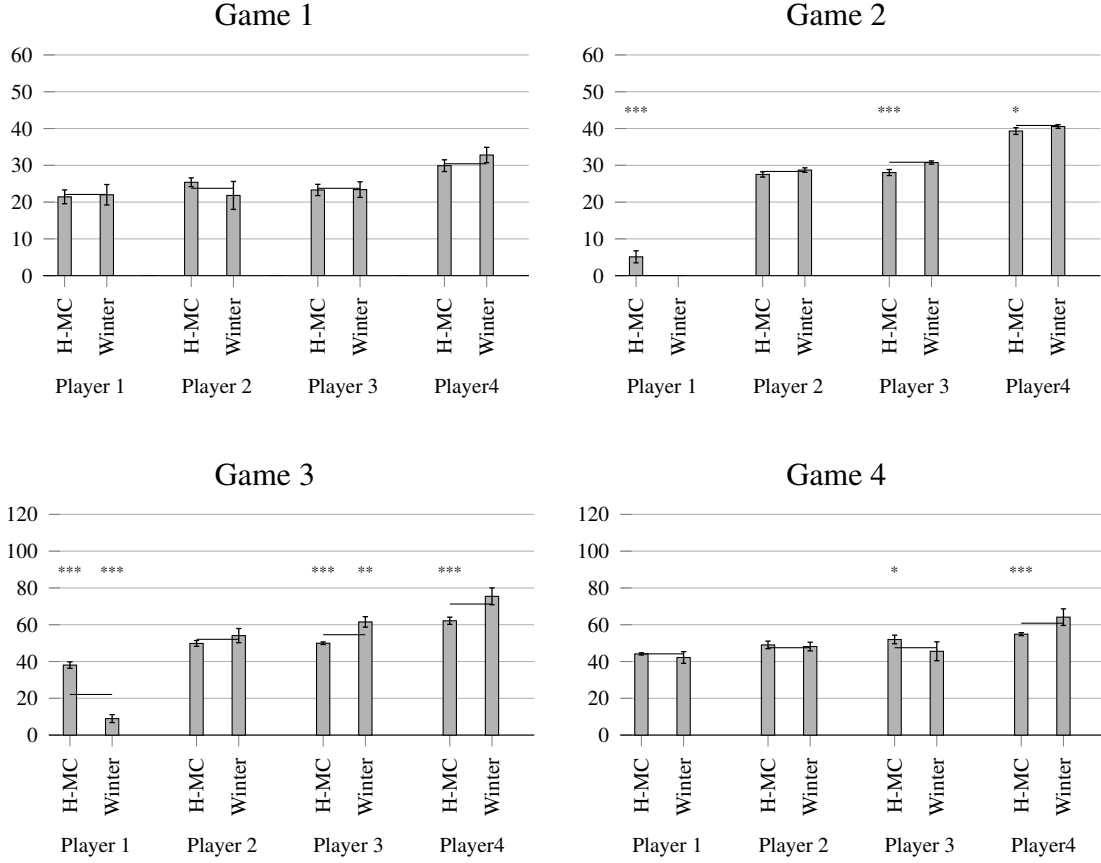 Game 1
60
50
40
30
20
10
0
H-MC
Winter
H-MC
Winter
H-MC
Winter
H-MC
Winter
Player 1
Player 2
Player 3
Player4
Game 2
60
50
40
30
20
10
0
***
***
*
H-MC
Winter
H-MC
Winter
H-MC
Winter
H-MC
Winter
Player 1
Player 2
Player 3
Player4
Game 3
120
100
80
60
40
20
0
***
***
***
**
***
H-MC
Winter
H-MC
Winter
H-MC
Winter
H-MC
Winter
Player 1
Player 2
Player 3
Player4
Game 4
120
100
80
60
40
20
0
*
***
H-MC
Winter
H-MC
Winter
H-MC
Winter
H-MC
Winter
Player 1
Player 2
Player 3
Player4